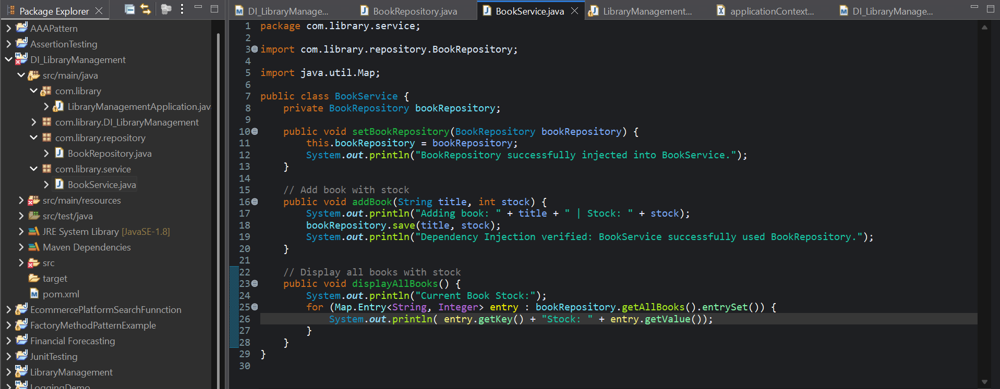 Package Explorer
AAAPattern
AssertionTesting
DI_LibraryManagement
src/main/java
com.library
LibraryManagementApplication.jav
com.library.DI_LibraryManagement
com.library.repository
BookRepository.java
com.library.service
BookService.java
src/main/resources
src/test/java
JRE System Library [JavaSE-1.8]
Maven Dependencies
src
target
pom.xml
EcommercePlatformSearchFunnction
FactoryMethodPatternExample
Financial Forecasting
JunitTesting
LibraryManagement
LoggingDemo
DI_LibraryManage... BookRepository.java BookService.java LibraryManagement... applicationContext... DI_LibraryManage...
1 package com.library.service;
2
3 import com.library.repository.BookRepository;
4
5 import java.util.Map;
6
7 public class BookService {
8     private BookRepository bookRepository;
9
10     public void setBookRepository(BookRepository bookRepository) {
11         this.bookRepository = bookRepository;
12         System.out.println("BookRepository successfully injected into BookService.");
13     }
14
15     // Add book with stock
16     public void addBook(String title, int stock) {
17         System.out.println("Adding book: " + title + " | Stock: " + stock);
18         bookRepository.save(title, stock);
19         System.out.println("Dependency Injection verified: BookService successfully used BookRepository.");
20     }
21
22     // Display all books with stock
23     public void displayAllBooks() {
24         System.out.println("Current Book Stock:");
25         for (Map.Entry<String, Integer> entry : bookRepository.getAllBooks().entrySet()) {
26             System.out.println( entry.getKey() + "Stock: " + entry.getValue());
27         }
28     }
29 }
30